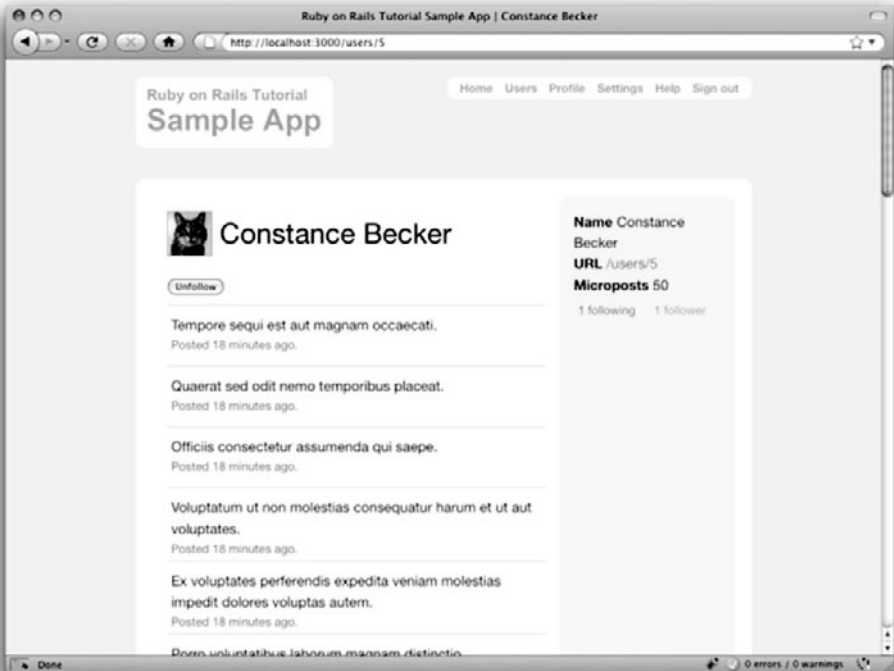 Ruby on Rails Tutorial Sample App | Constance Becker
http://localhost:3000/users/5
Ruby on Rails Tutorial
Sample App
Home Users Profile Settings Help Sign out
Constance Becker
Unfollow
Tempore sequi est aut magnam occaecati.
Posted 18 minutes ago.
Quaerat sed odit nemo temporibus placeat.
Posted 18 minutes ago.
Officiis consectetur assumenda qui saepe.
Posted 18 minutes ago.
Voluptatum ut non molestias consequatur harum et ut aut
voluptates.
Posted 18 minutes ago.
Ex voluptates perferendis expedita veniam molestias
impedit dolores voluptas autem.
Posted 18 minutes ago.
Porro voluptatibus laborum magnam distinctio
Name Constance
Becker
URL /users/5
Microposts 50
1 following 1 follower
Done
0 errors / 0 warnings